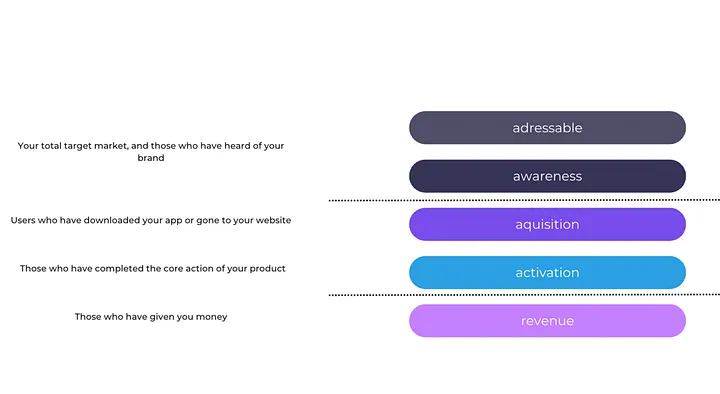 adressable
Your total target market, and those who have heard of your
brand
awareness
Users who have downloaded your app or gone to your website
aquisition
Those who have completed the core action of your product
activation
Those who have given you money
revenue